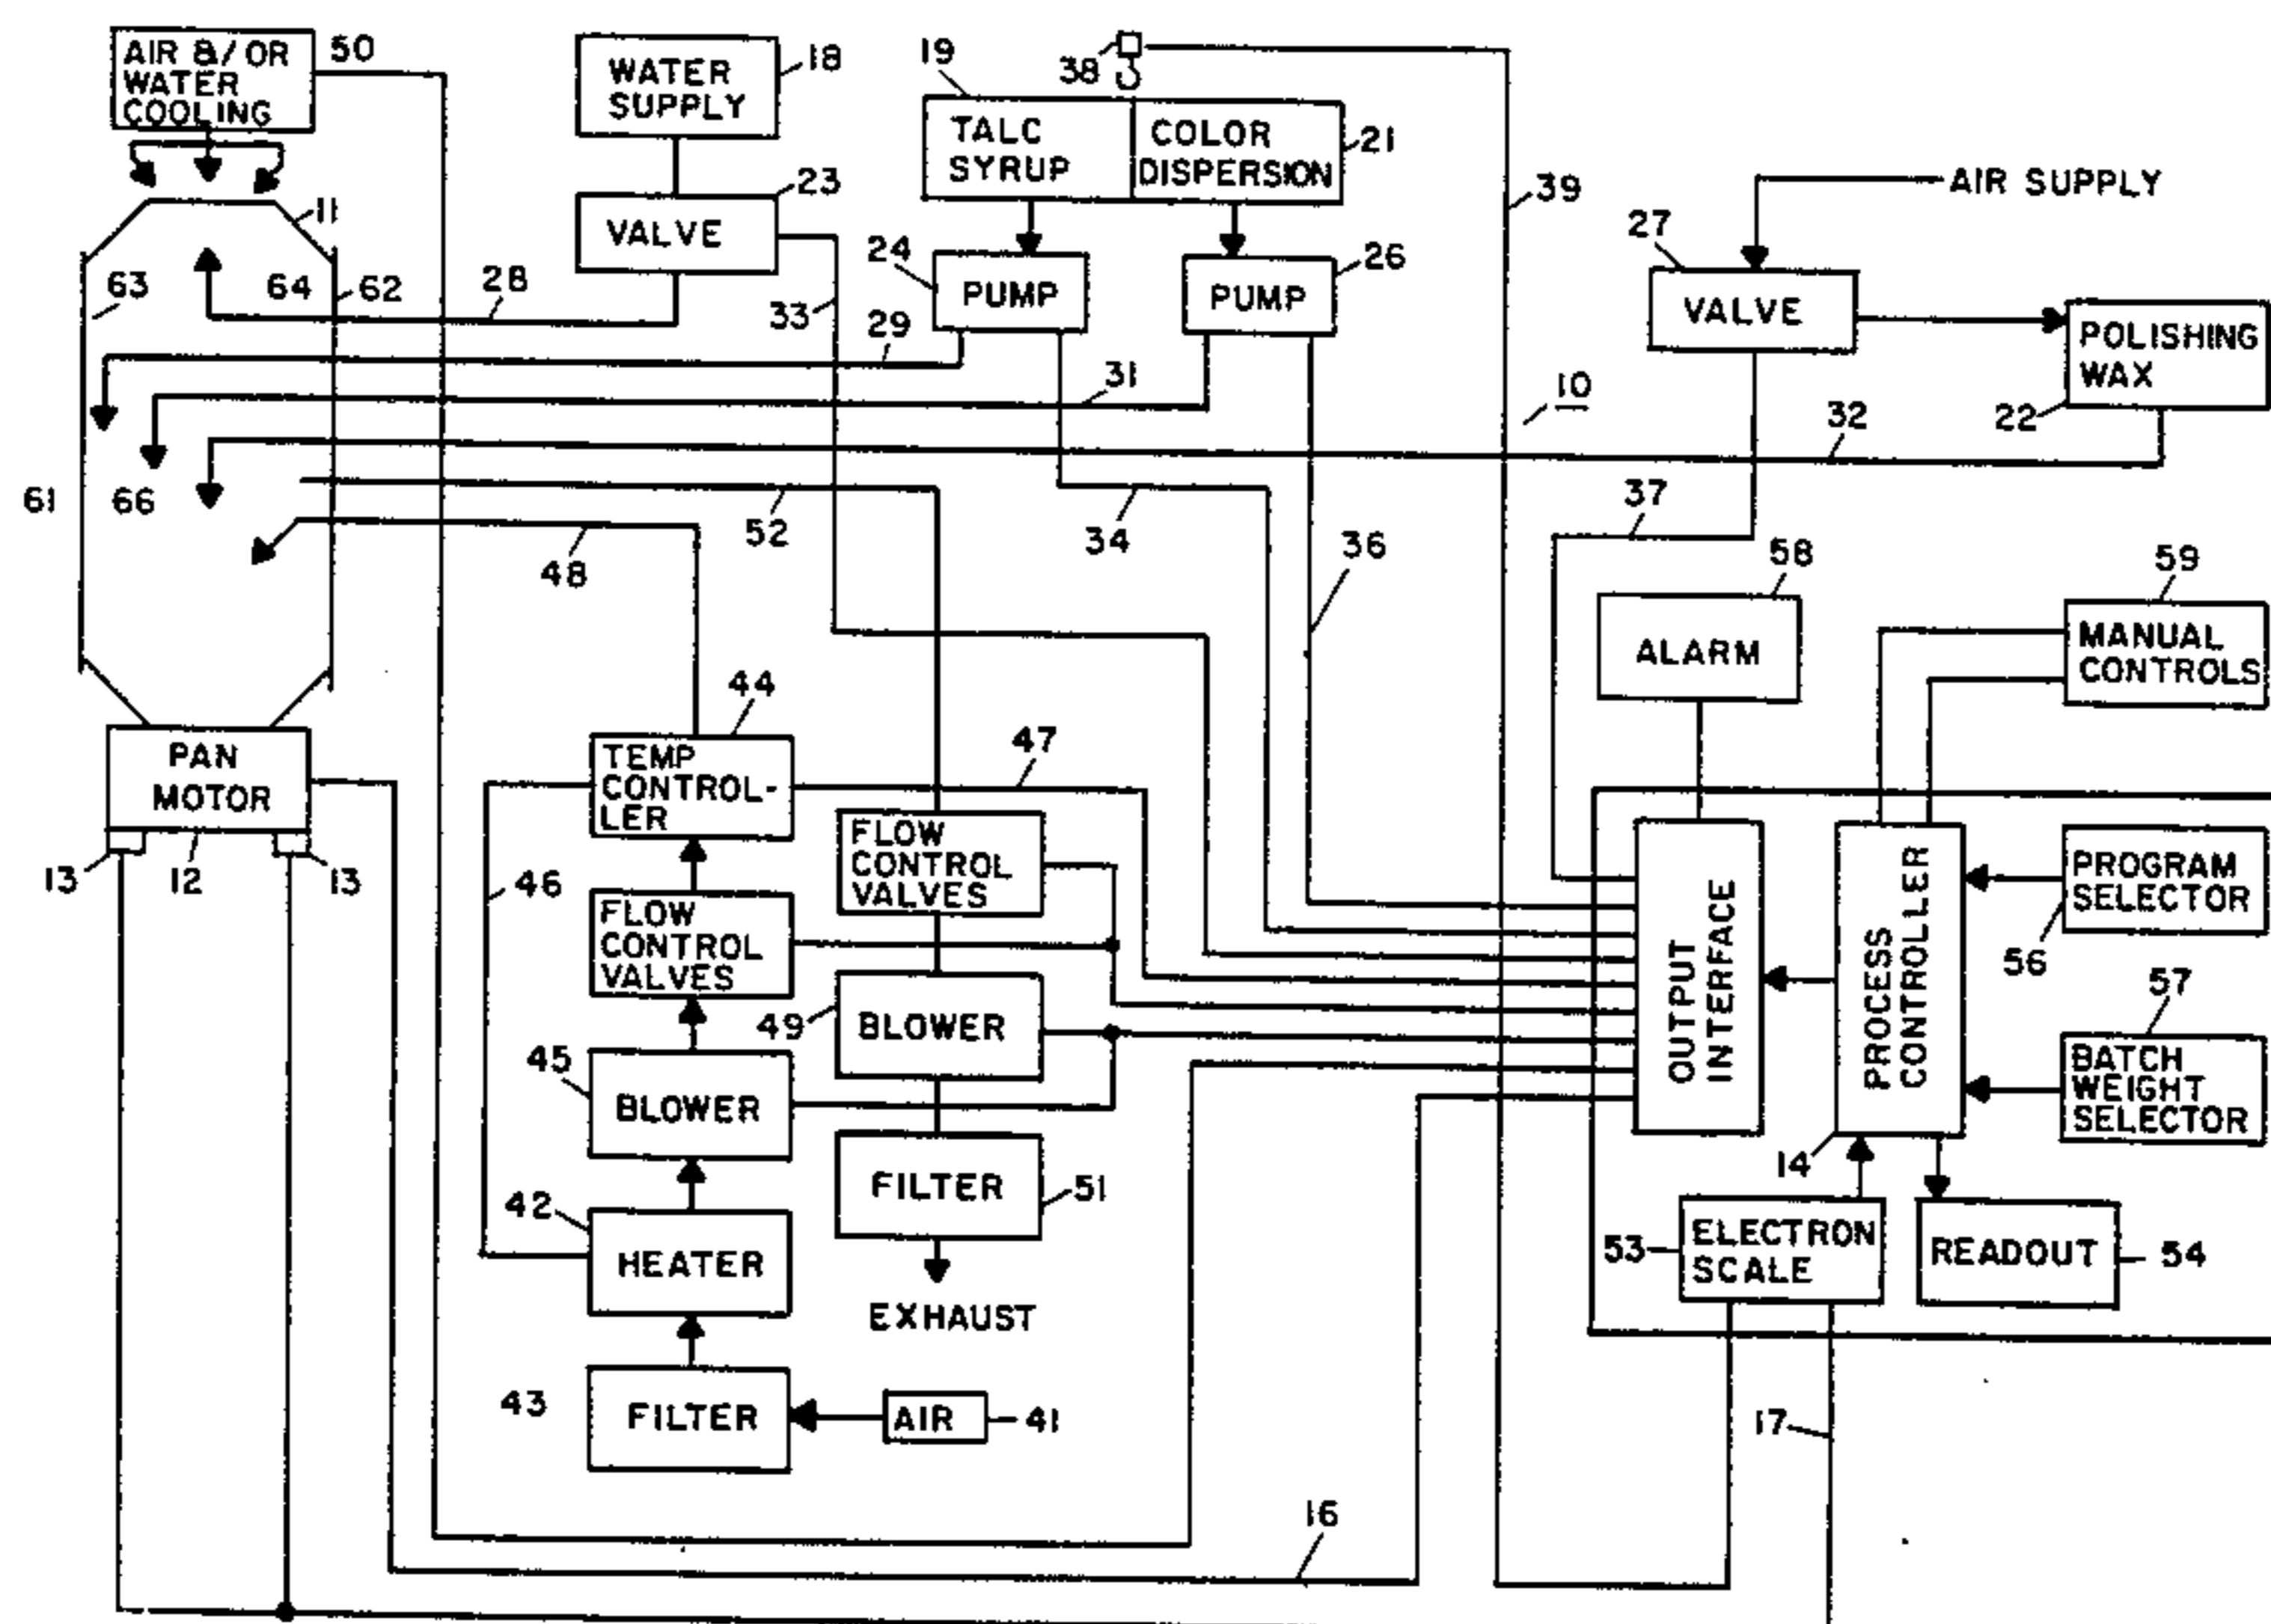 AIR &/OR
WATER
COOLING
50
WATER
SUPPLY
18
19
38
TALC
SYRUP
COLOR
DISPERSION
21
39
AIR SUPPLY
11
VALVE
23
24
PUMP
PUMP
26
27
VALVE
POLISHING
WAX
22
63
64
62
28
33
29
31
10
32
61
66
52
34
37
48
36
58
59
ALARM
MANUAL
CONTROLS
44
47
PAN
MOTOR
TEMP
CONTROL-
LER
FLOW
CONTROL
VALVES
13
12
13
46
FLOW
CONTROL
VALVES
OUTPUT
INTERFACE
PROCESS
CONTROLLER
PROGRAM
SELECTOR
56
57
49
BLOWER
45
BLOWER
BATCH
WEIGHT
SELECTOR
14
FILTER
51
42
HEATER
53
ELECTRON
SCALE
READOUT
54
EXHAUST
43
FILTER
AIR
41
17
16